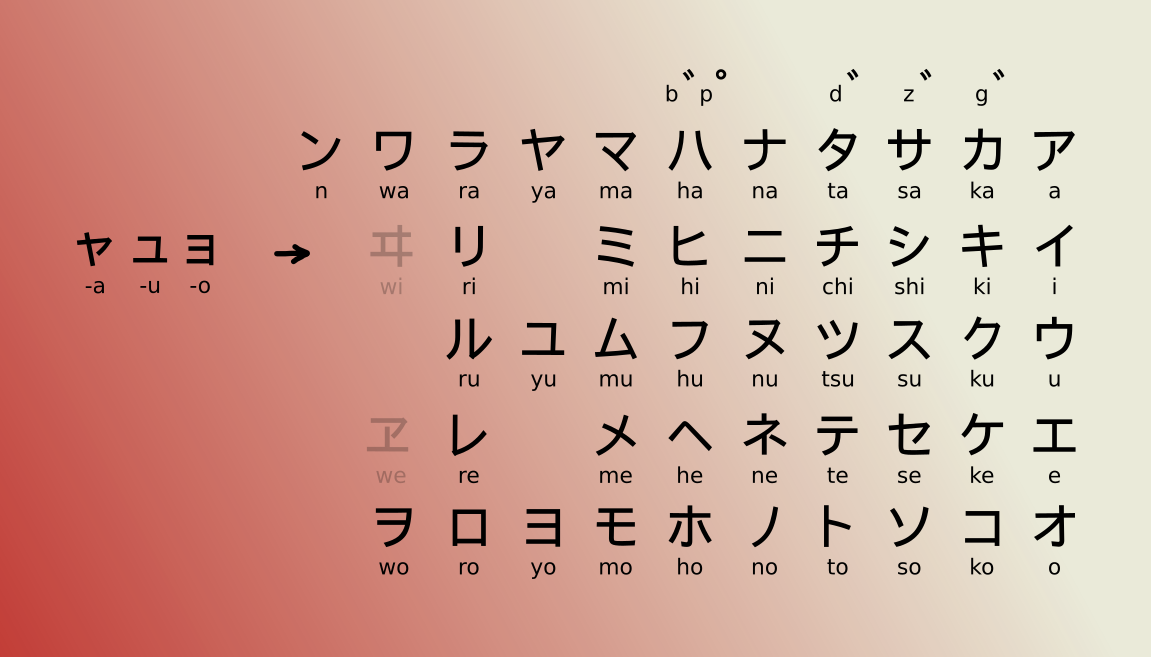 b ゛ p ゜ d ゛ z ゛ g ゛
ン ワ ラ ヤ マ ハ ナ タ サ カ ア
n wa ra ya ma ha na ta sa ka a
ヤ ユ ヨ → ヰ リ ミ ヒ ニ チ シ キ イ
-a -u -o wi ri mi hi ni chi shi ki i
ル ユ ム フ ヌ ツ ス ク ウ
ru yu mu hu nu tsu su ku u
ヱ レ メ ヘ ネ テ セ ケ エ
we re me he ne te se ke e
ヲ ロ ヨ モ ホ ノ ト ソ コ オ
wo ro yo mo ho no to so ko o